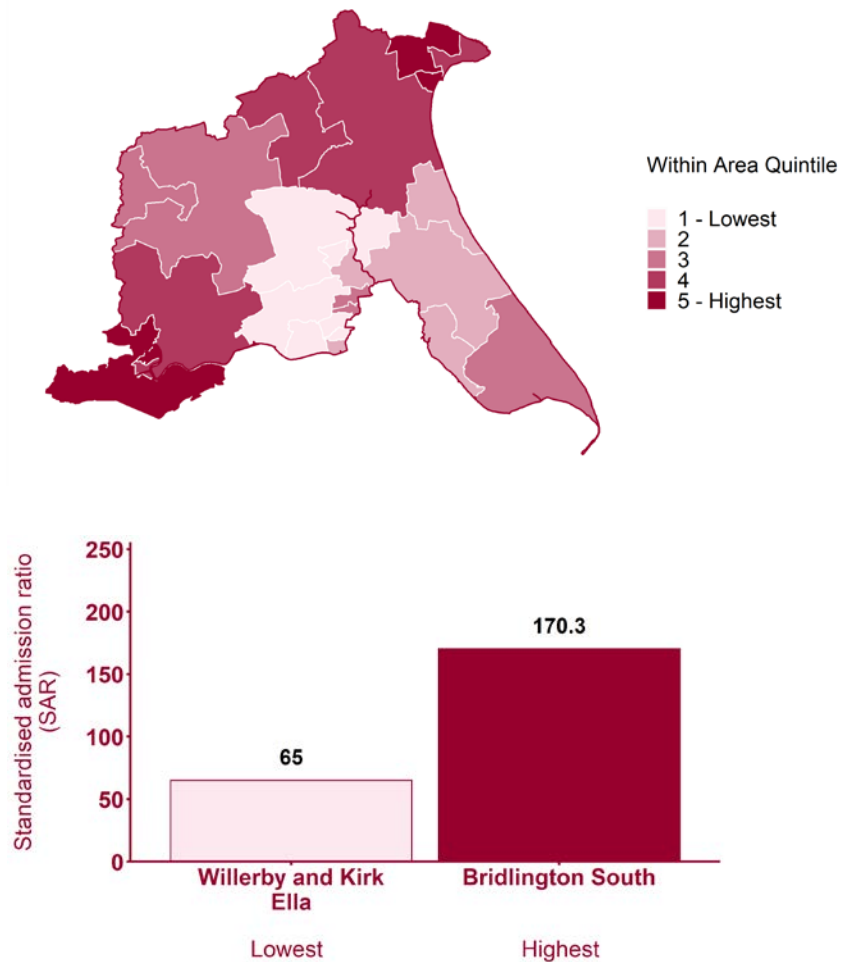 Within Area Quintile
1 - Lowest
2
3
4
5 - Highest
Standardised admission ratio
(SAR)
250
200
150
100
50
0
65
170.3
Willerby and Kirk
Ella
Bridlington South
Lowest
Highest